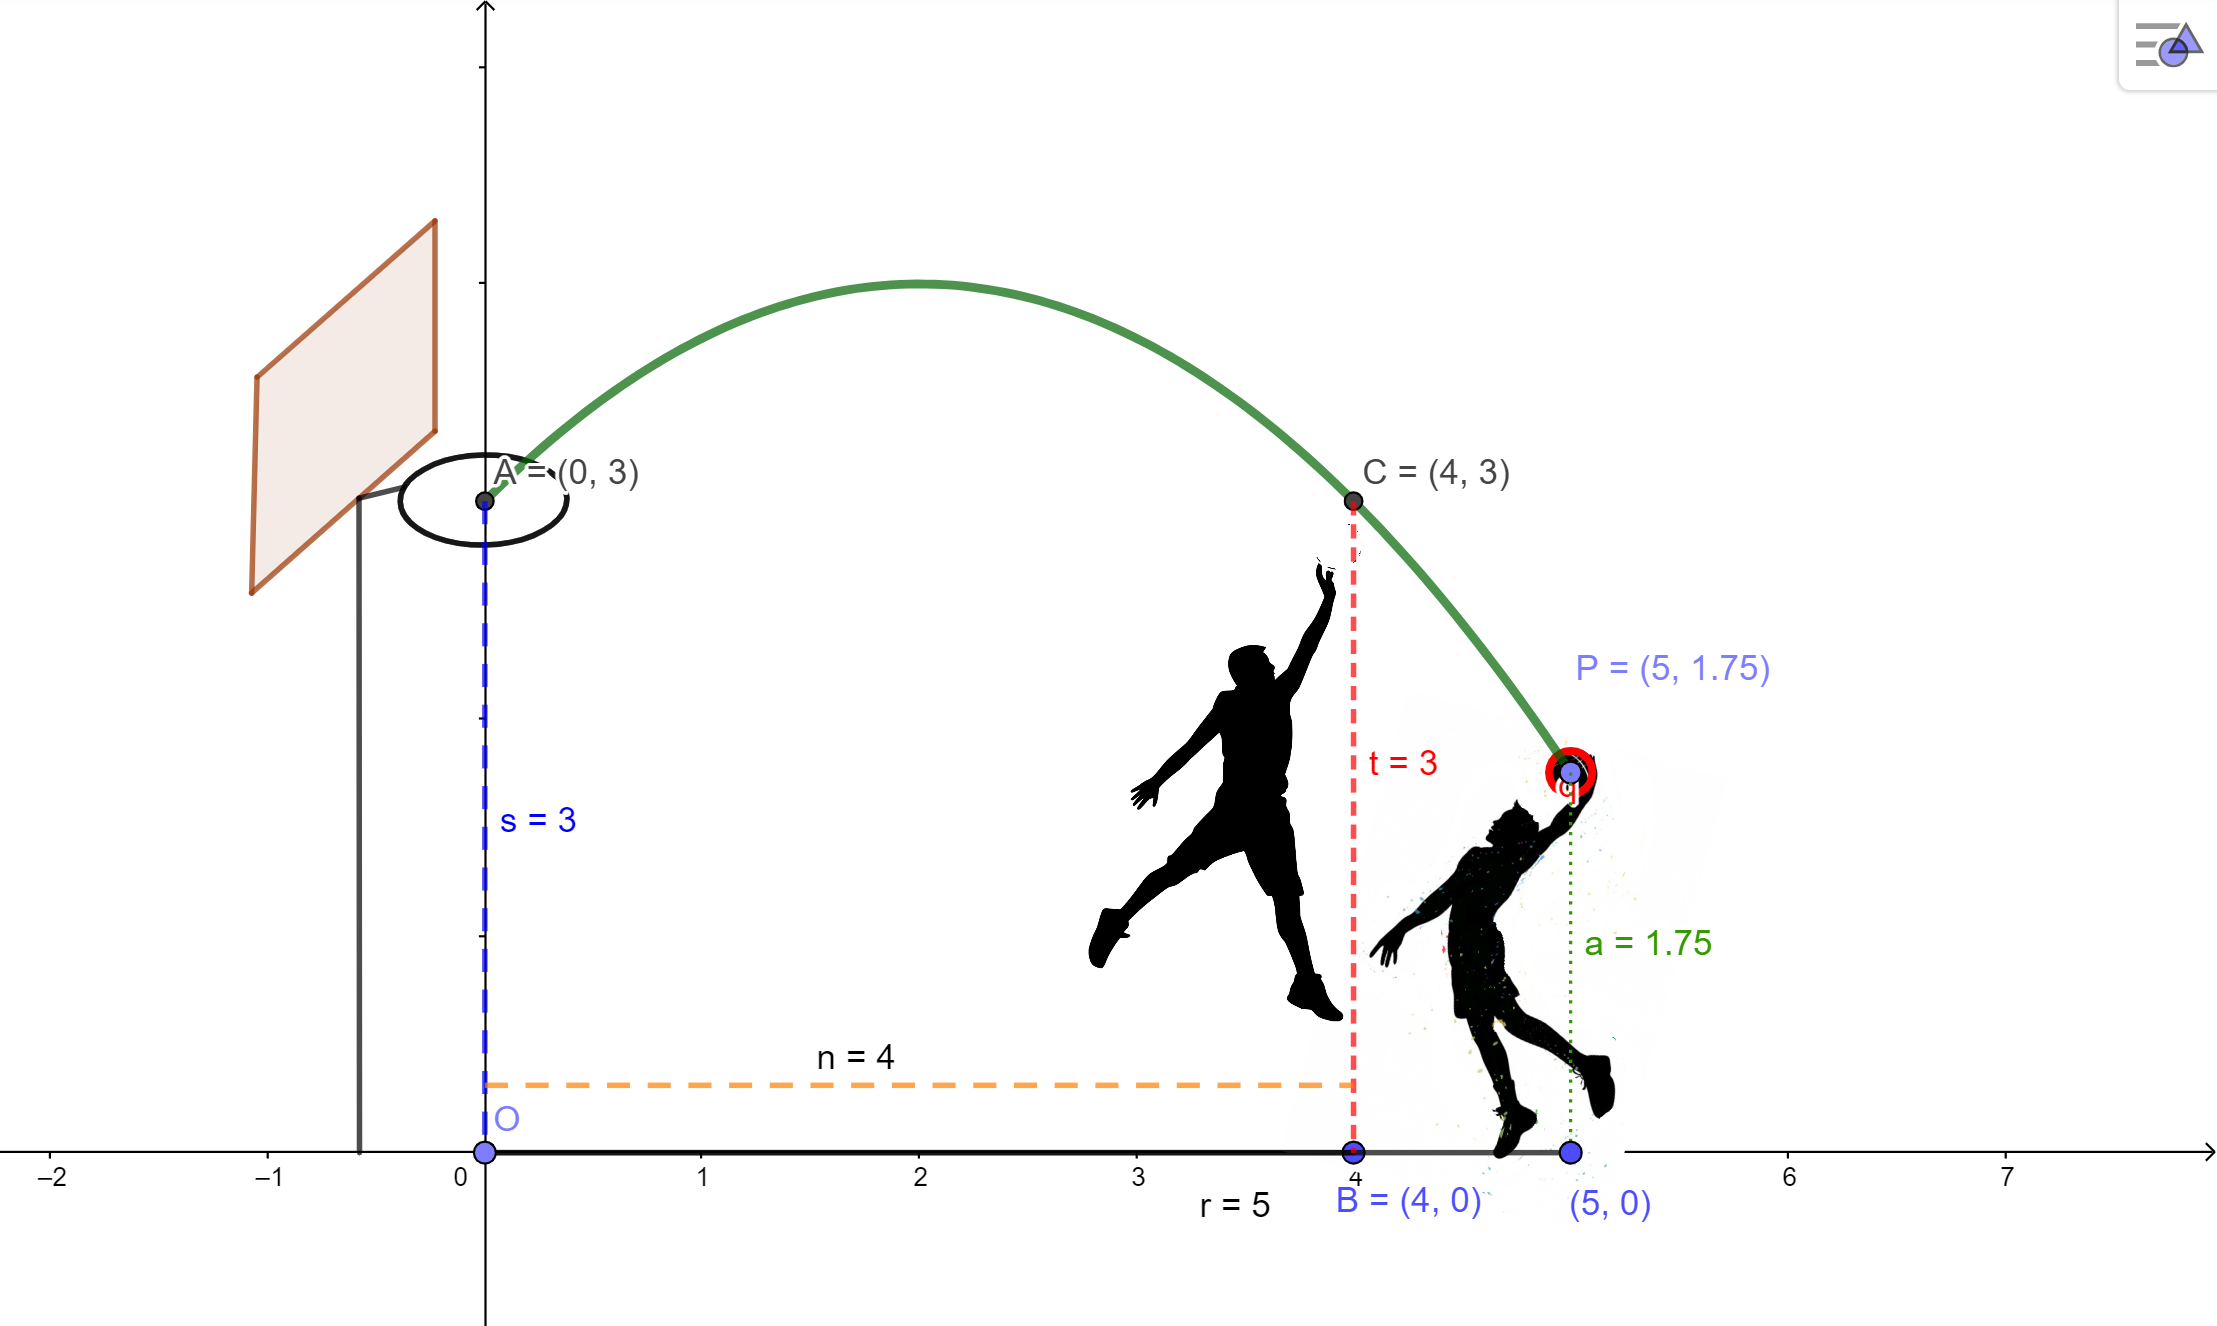 A = (0, 3)
C = (4, 3)
P = (5, 1.75)
t = 3
q
s = 3
a = 1.75
n = 4
O
–2
–1
0
1
2
3
4
6
7
r = 5
B = (4, 0)
(5, 0)